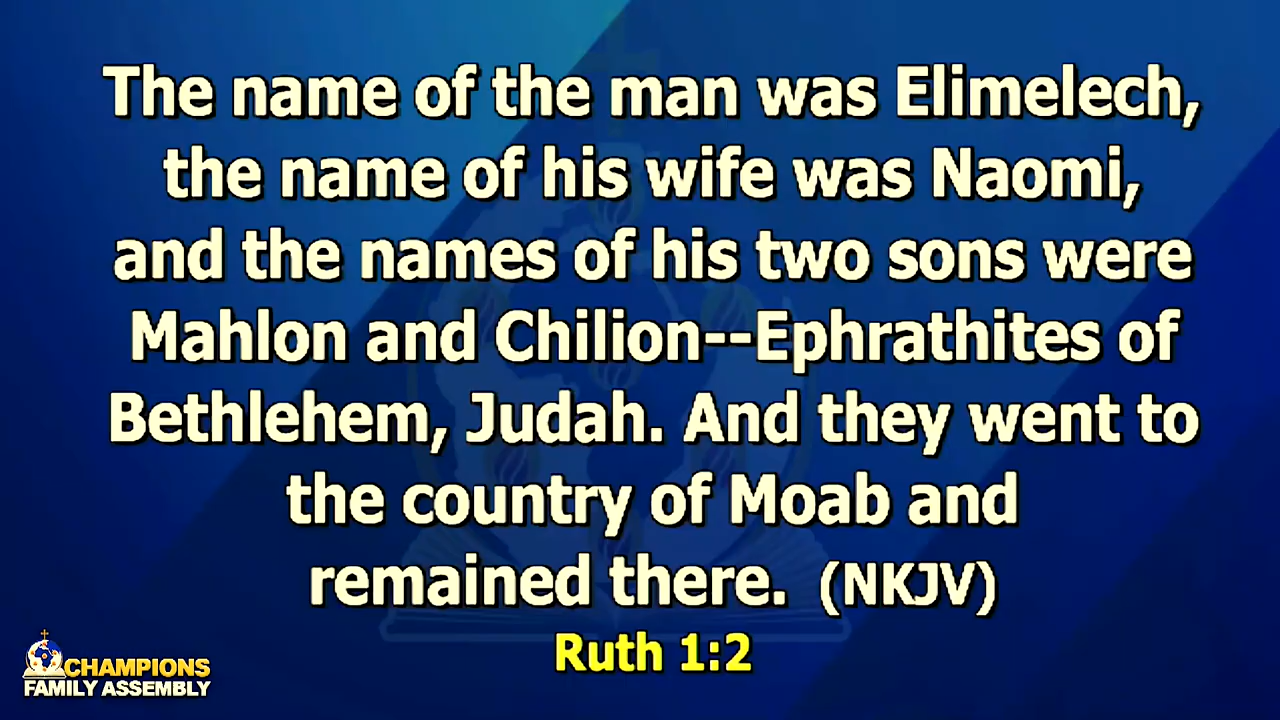 The name of the man was Elimelech,
the name of his wife was Naomi,
and the names of his two sons were
Mahlon and Chilion--Ephrathites of
Bethlehem, Judah. And they went to
the country of Moab and
remained there. (NKJV)
Ruth 1:2
CHAMPIONS
FAMILY ASSEMBLY